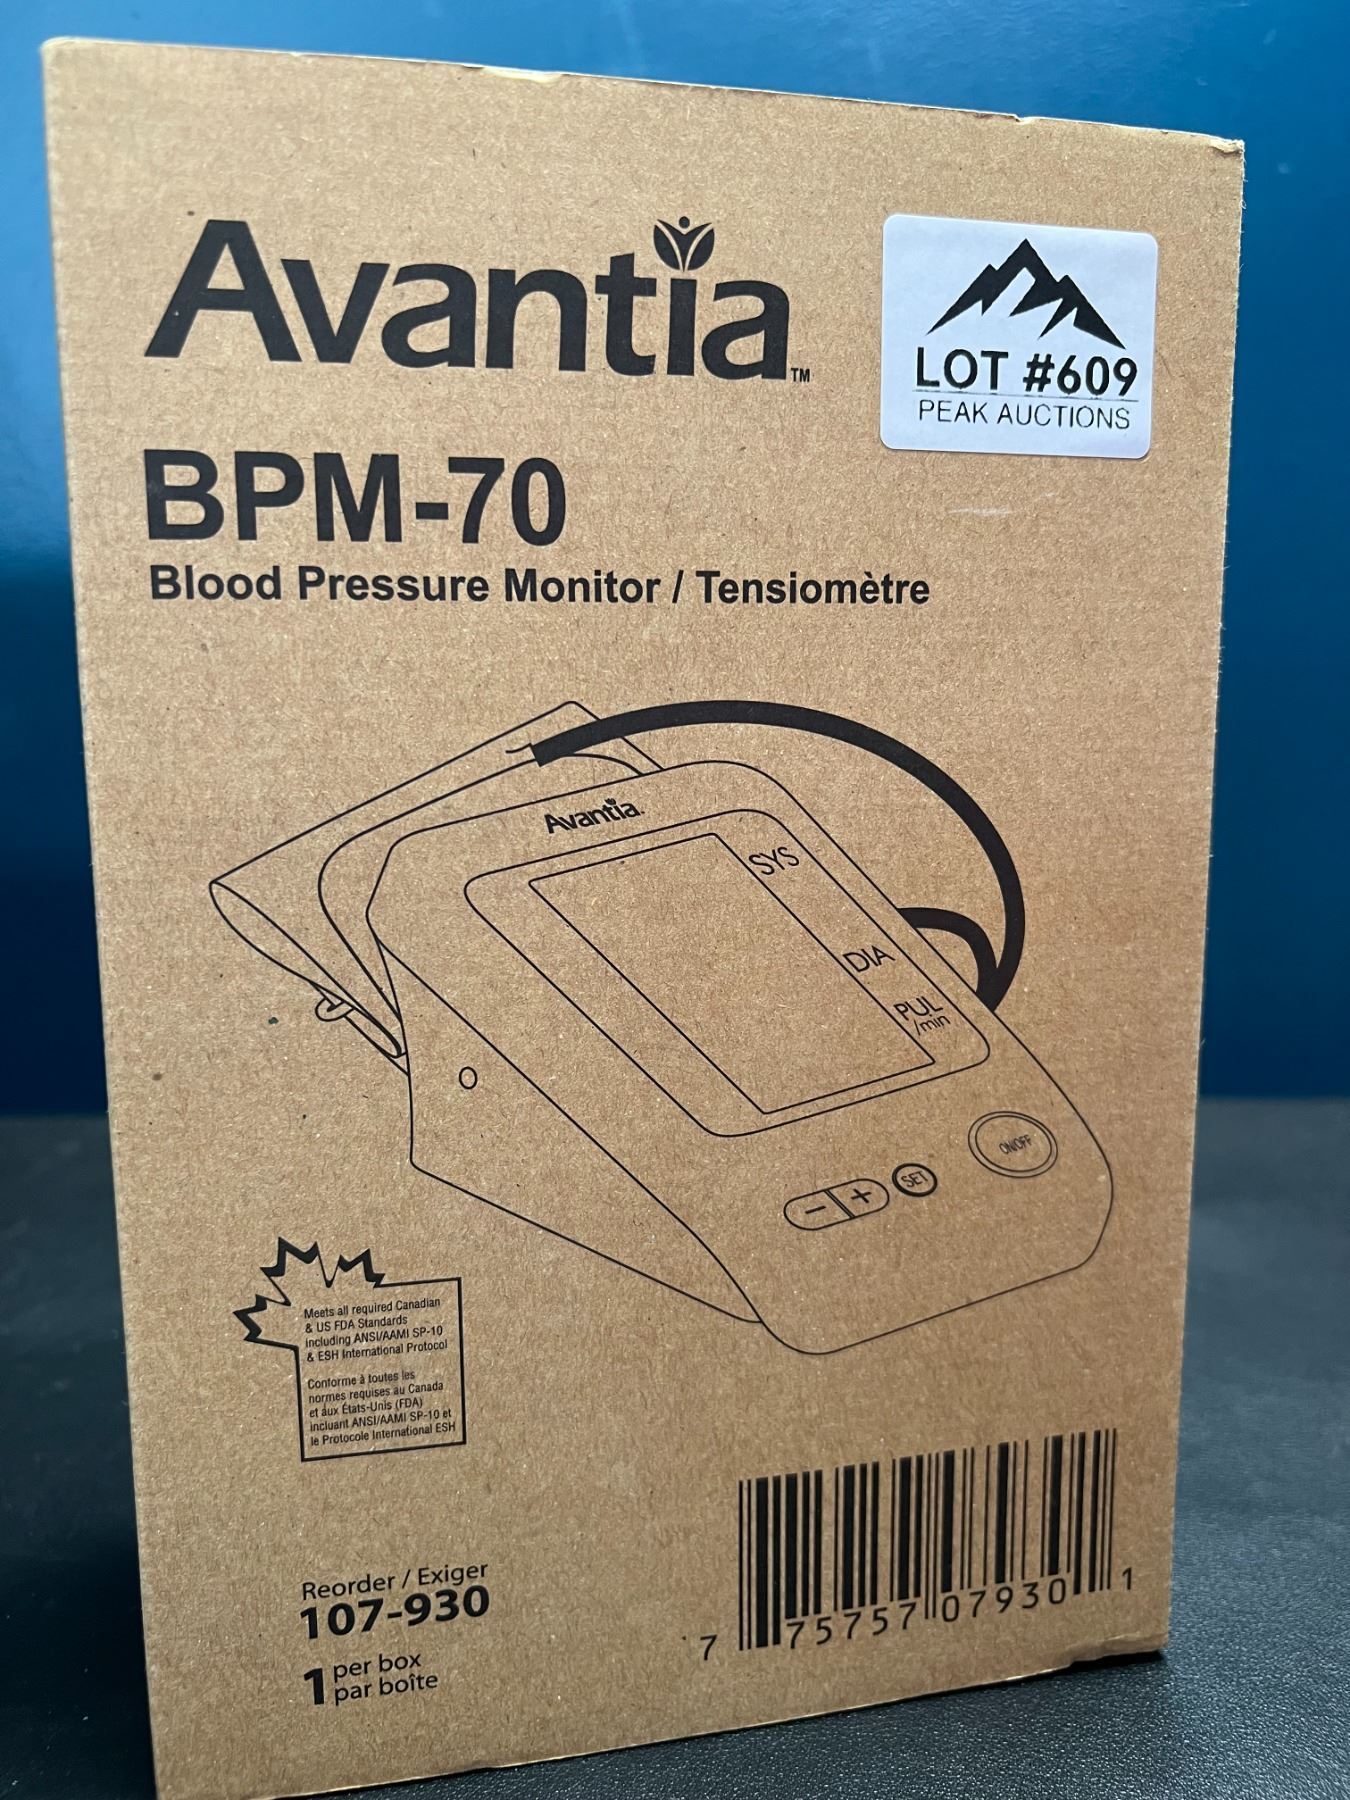 Avantia™
LOT #609
PEAK AUCTIONS
BPM-70
Blood Pressure Monitor / Tensiomètre
Avantia
SYS
DIA
PUL
/min
ON/OFF
− +
SET
Meets all required Canadian
& US FDA Standards
including ANSI/AAMI SP-10
& ESH International Protocol
Conforme à toutes les
normes requises au Canada
et aux États-Unis (FDA)
incluant ANSI/AAMI SP-10 et
le Protocole International ESH
Reorder / Exiger
107-930
1 per box
par boîte
7 75757 07930 1